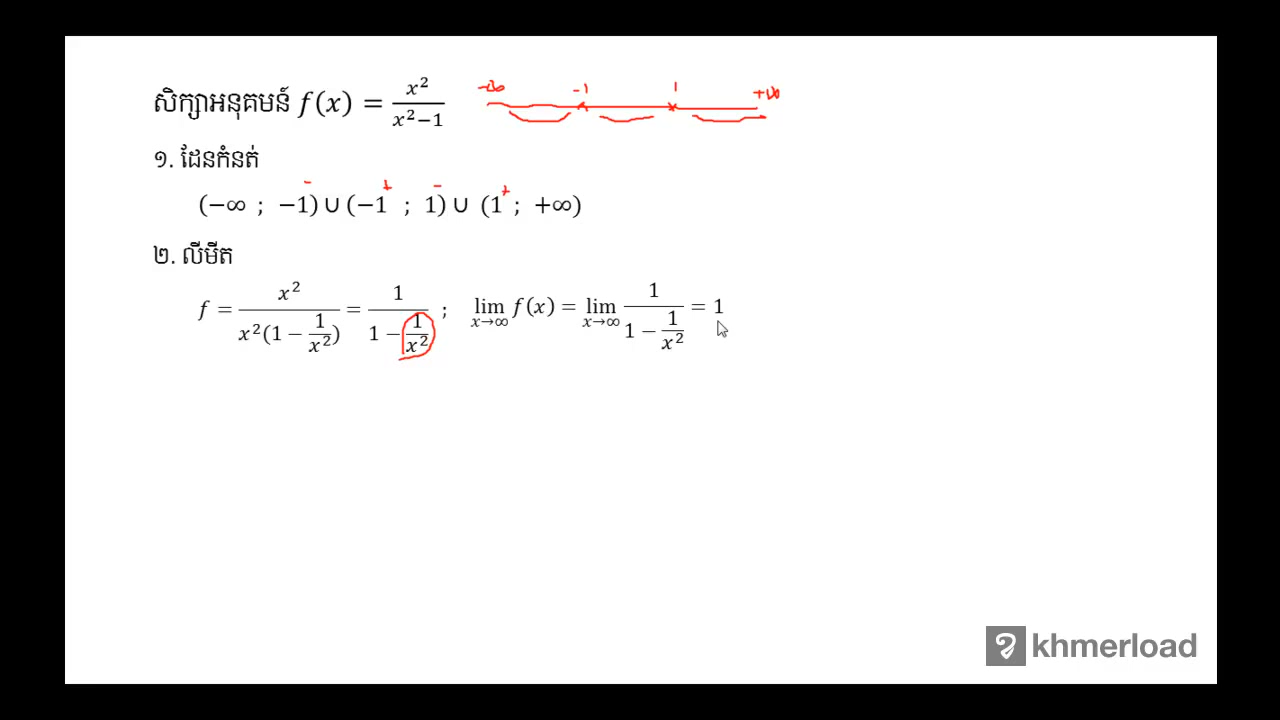 សិក្សាអនុគមន៍ f(x) = x²/(x²−1)
−∞ −1 1 +∞
១. ដែនកំនត់
− + − +
(−∞ ; −1) ∪ (−1 ; 1) ∪ (1 ; +∞)
២. លីមីត
f = x²/(x²(1 − 1/x²)) = 1/(1 − 1/x²) ; lim x→∞ f(x) = lim x→∞ 1/(1 − 1/x²) = 1
khmerload